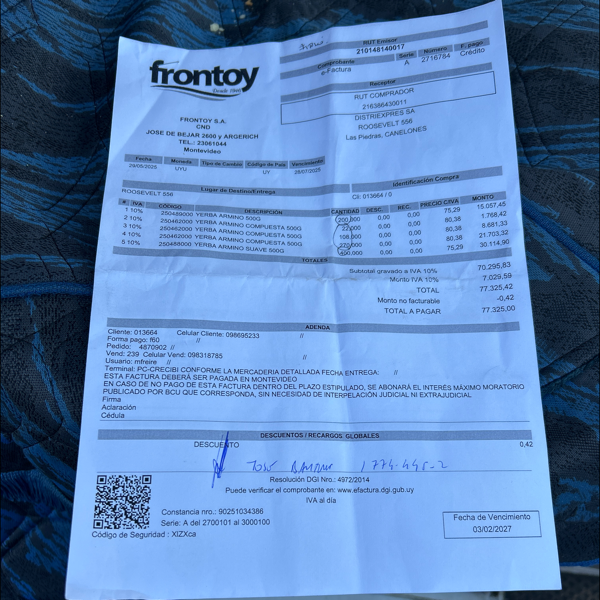 frontoy
Desde 1940
RUT Emisor
210148140017
Comprobante Serie Número F. pago
e-Factura A 2716784 Crédito
Receptor
RUT COMPRADOR
216386430011
DISTRIEXPRES SA
ROOSEVELT 556
Las Piedras, CANELONES
FRONTOY S.A.
CND
JOSE DE BEJAR 2600 y ARGERICH
TEL.: 23061044
Montevideo
Fecha Moneda Tipo de Cambio Código de País Vencimiento
29/05/2025 UYU UY 28/07/2025
Lugar de Destino/Entrega Identificación Compra
ROOSEVELT 556 CII: 013664 / 0
# IVA CÓDIGO DESCRIPCIÓN CANTIDAD DESC. REC. PRECIO C/IVA MONTO
1 10% 250480000 YERBA ARMINO 500G 200,000 0,00 0,00 75,29 15.057,45
2 10% 250462000 YERBA ARMINO COMPUESTA 500G 22,000 0,00 0,00 80,38 1.768,42
3 10% 250462000 YERBA ARMINO COMPUESTA 500G 108,000 0,00 0,00 80,38 8.681,33
4 10% 250462000 YERBA ARMINO COMPUESTA 500G 270,000 0,00 0,00 80,38 21.703,32
5 10% 250486000 YERBA ARMINO SUAVE 500G 400,000 0,00 0,00 75,29 30.114,90
TOTALES
Subtotal gravado a IVA 10% 70.295,83
Monto IVA 10% 7.029,59
TOTAL 77.325,42
Monto no facturable -0,42
TOTAL A PAGAR 77.325,00
ADENDA
Cliente: 013664 Celular Cliente: 098695233 //
Forma pago: f60 //
Pedido: 4870902 //
Vend: 239 Celular Vend: 098318785 //
Usuario: mfreire //
Terminal: PC-CRECIBI CONFORME LA MERCADERIA DETALLADA FECHA ENTREGA: //
ESTA FACTURA DEBERÁ SER PAGADA EN MONTEVIDEO
EN CASO DE NO PAGO DE ESTA FACTURA DENTRO DEL PLAZO ESTIPULADO, SE ABONARÁ EL INTERÉS MÁXIMO MORATORIO
PUBLICADO POR BCU QUE CORRESPONDA, SIN NECESIDAD DE INTERPELACIÓN JUDICIAL NI EXTRAJUDICIAL
Firma
Aclaración
Cédula
DESCUENTOS / RECARGOS GLOBALES
DESCUENTO 0,42
1774-445-2
Resolución DGI Nro.: 4972/2014
Puede verificar el comprobante en: www.efactura.dgi.gub.uy
IVA al día
Constancia nro.: 90251034386
Serie: A del 2700101 al 3000100
Código de Seguridad : XIZXca
Fecha de Vencimiento
03/02/2027